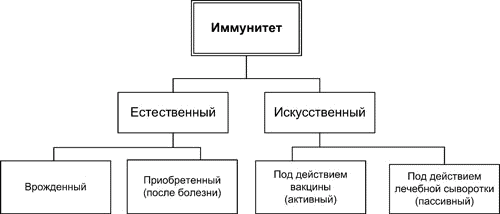 Иммунитет
Естественный
Искусственный
Врожденный
Приобретенный
(после болезни)
Под действием
вакцины
(активный)
Под действием
лечебной сыворотки
(пассивный)